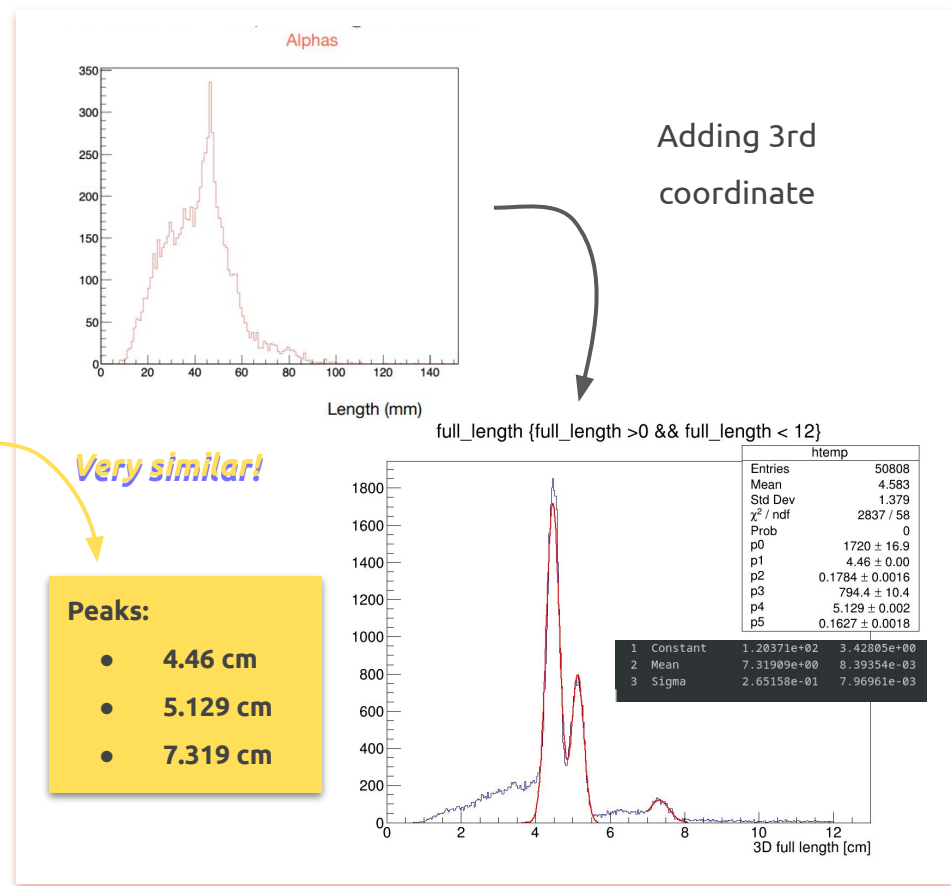 Alphas
350
300
250
200
150
100
50
0
0 20 40 60 80 100 120 140
Length (mm)
Adding 3rd
coordinate
Very similar!
Peaks:
● 4.46 cm
● 5.129 cm
● 7.319 cm
full_length {full_length >0 && full_length < 12}
htemp
Entries 50808
Mean 4.583
Std Dev 1.379
χ² / ndf 2837 / 58
Prob 0
p0 1720 ± 16.9
p1 4.46 ± 0.00
p2 0.1784 ± 0.0016
p3 794.4 ± 10.4
p4 5.129 ± 0.002
p5 0.1627 ± 0.0018
1 Constant 1.20371e+02 3.42805e+00
2 Mean 7.31909e+00 8.39354e-03
3 Sigma 2.65158e-01 7.96961e-03
1800
1600
1400
1200
1000
800
600
400
200
0
0 2 4 6 8 10 12
3D full length [cm]